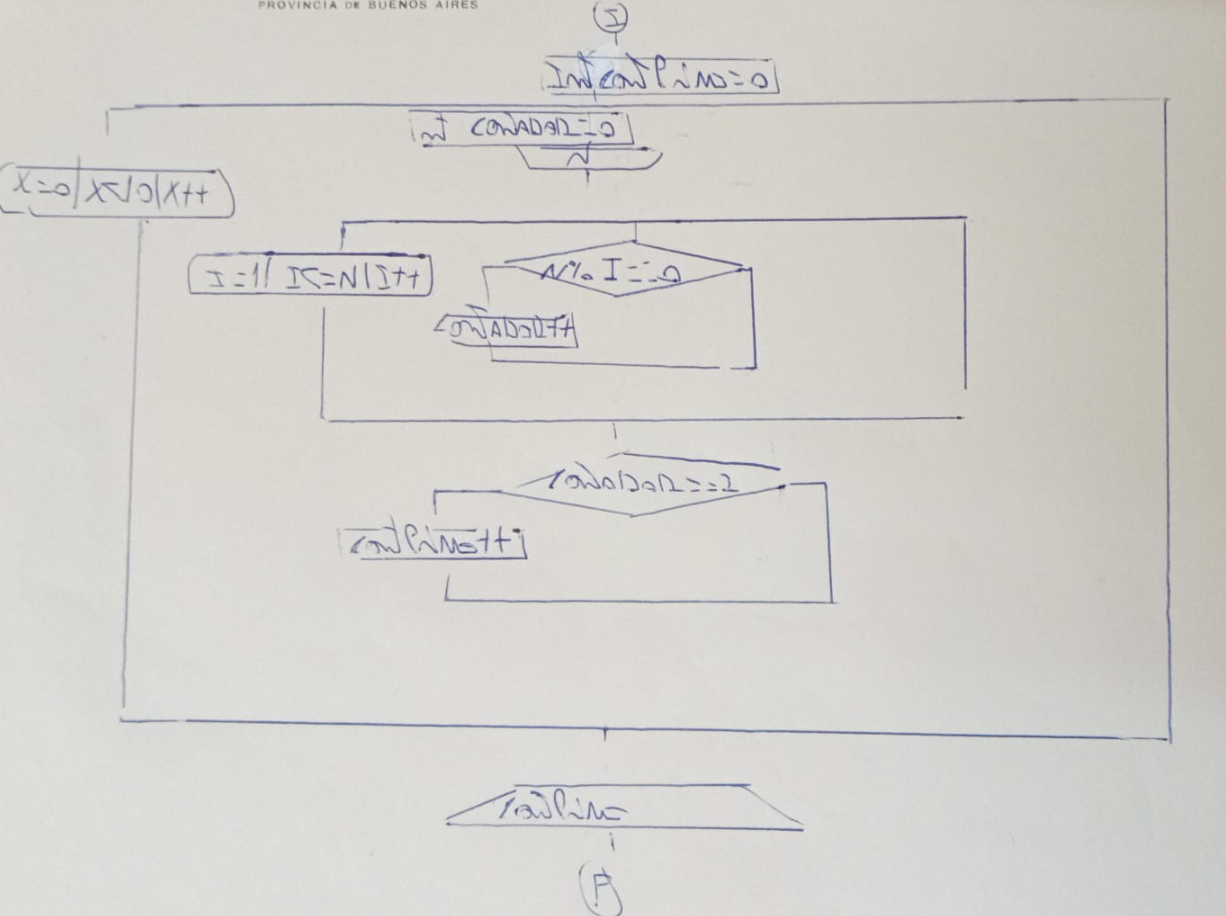 PROVINCIA DE BUENOS AIRES
I
INT CONTPRIMO=0
INT CONTADOR=0
N
X=0|X<10|X++
I=1| I<=N|I++
N% I==0
CONTADOR++
CONTADOR==2
CONTPRIMO++
CONTPRIMO
F